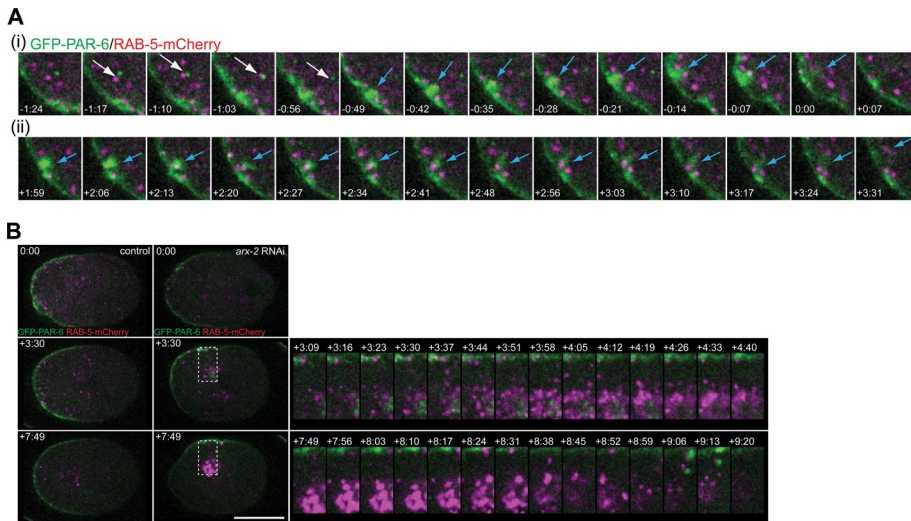 A
(i) GFP-PAR-6/RAB-5-mCherry
-1:24 -1:17 -1:10 -1:03 -0:56 -0:49 -0:42 -0:35 -0:28 -0:21 -0:14 -0:07 0:00 +0:07
(ii)
+1:59 +2:06 +2:13 +2:20 +2:27 +2:34 +2:41 +2:48 +2:56 +3:03 +3:10 +3:17 +3:24 +3:31
B
0:00 control 0:00 arx-2 RNAi
GFP-PAR-6 RAB-5-mCherry GFP-PAR-6 RAB-5-mCherry
+3:30 +3:30 +3:09 +3:16 +3:23 +3:30 +3:37 +3:44 +3:51 +3:58 +4:05 +4:12 +4:19 +4:26 +4:33 +4:40
+7:49 +7:49 +7:49 +7:56 +8:03 +8:10 +8:17 +8:24 +8:31 +8:38 +8:45 +8:52 +8:59 +9:06 +9:13 +9:20